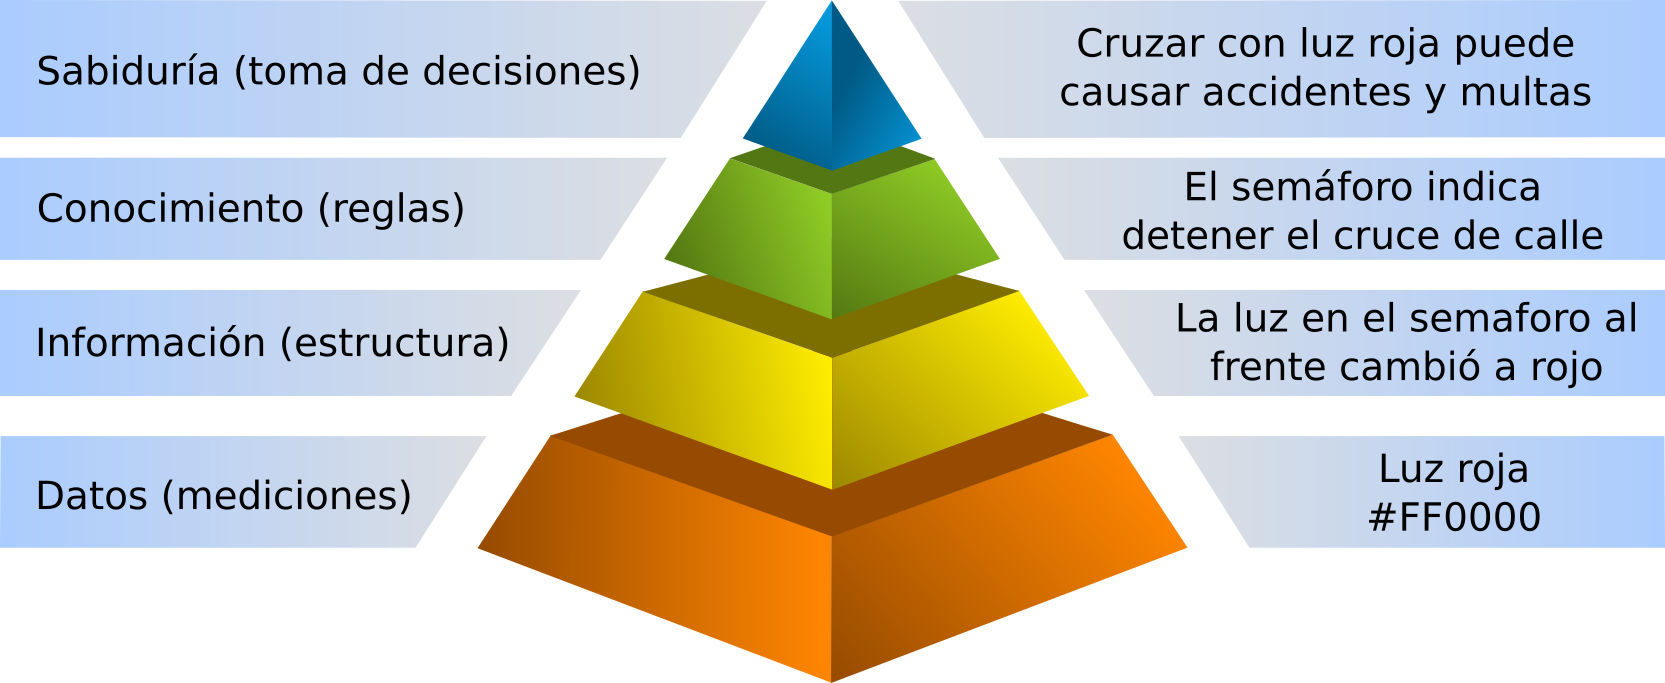 Sabiduría (toma de decisiones)
Cruzar con luz roja puede
causar accidentes y multas
Conocimiento (reglas)
El semáforo indica
detener el cruce de calle
Información (estructura)
La luz en el semaforo al
frente cambió a rojo
Datos (mediciones)
Luz roja
#FF0000